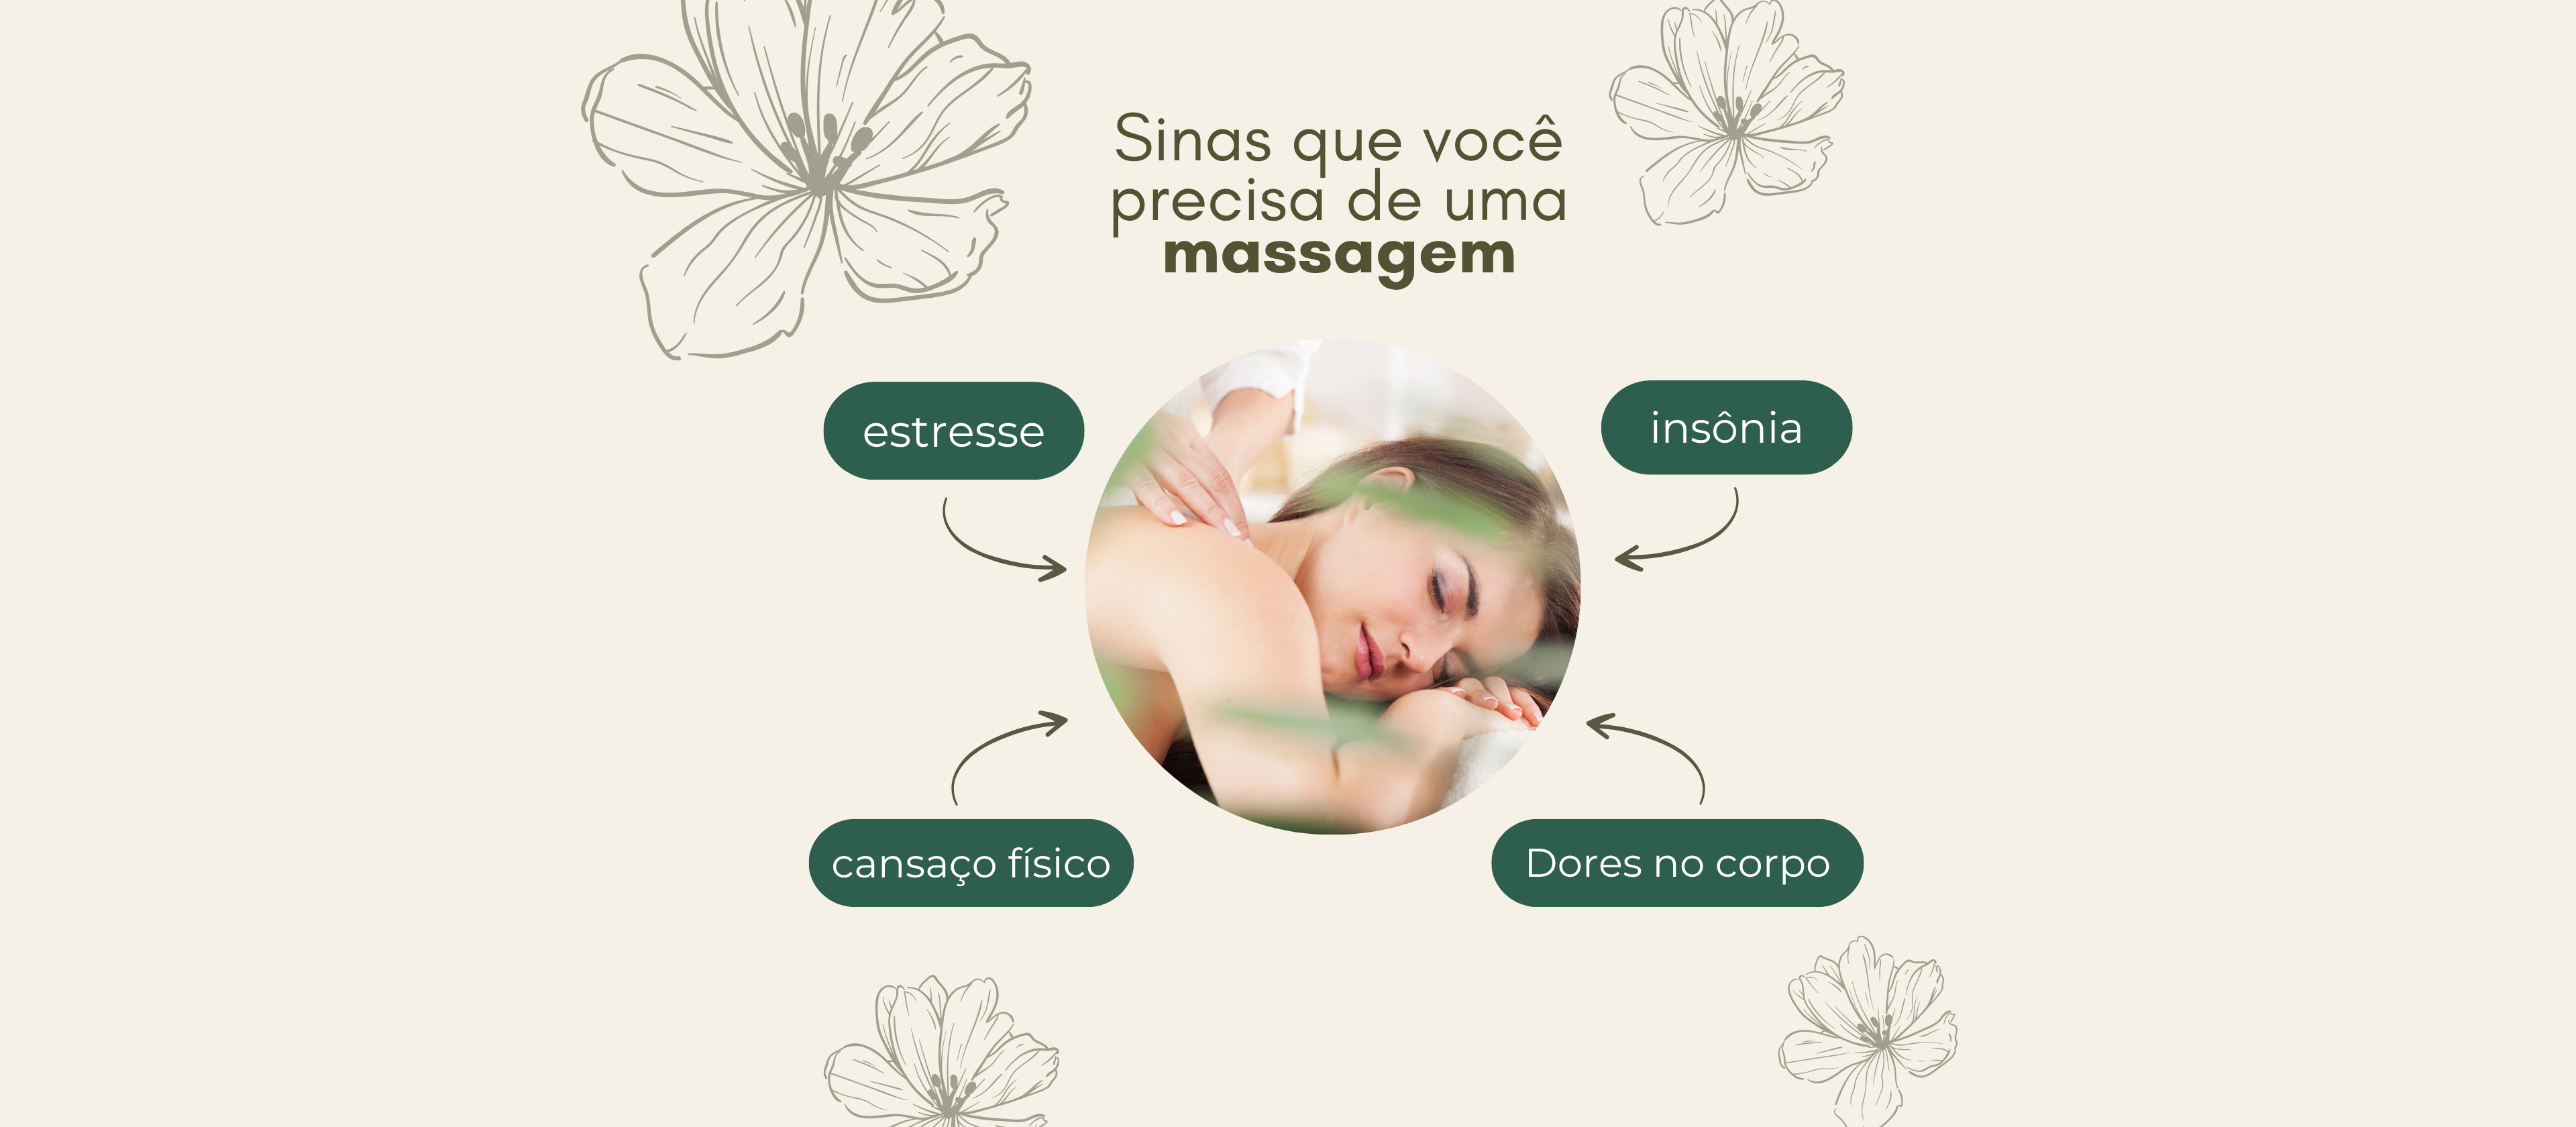 Sinas que você
precisa de uma
massagem
estresse
insônia
cansaço físico
Dores no corpo